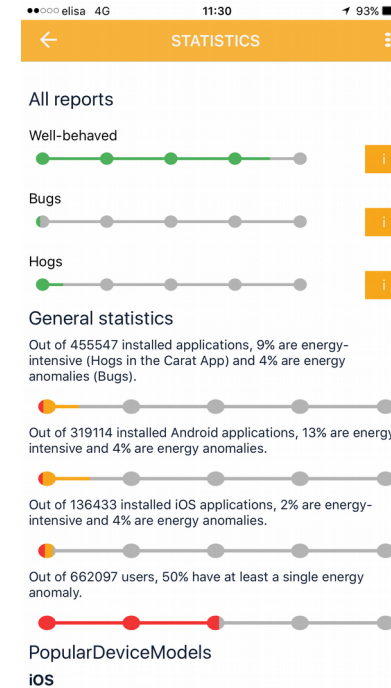 elisa 4G 11:30 93%
STATISTICS
All reports
Well-behaved
i
Bugs
i
Hogs
i
General statistics
Out of 455547 installed applications, 9% are energy-
intensive (Hogs in the Carat App) and 4% are energy
anomalies (Bugs).
Out of 319114 installed Android applications, 13% are energy
intensive and 4% are energy anomalies.
Out of 136433 installed iOS applications, 2% are energy-
intensive and 4% are energy anomalies.
Out of 662097 users, 50% have at least a single energy
anomaly.
PopularDeviceModels
iOS